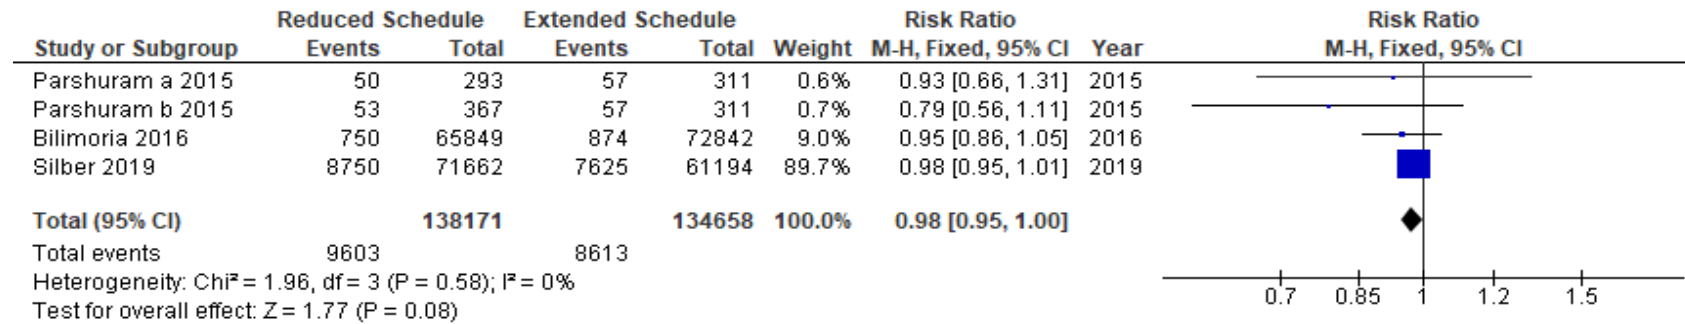 Reduced Schedule Extended Schedule Risk Ratio Risk Ratio
Study or Subgroup Events Total Events Total Weight M-H, Fixed, 95% CI Year M-H, Fixed, 95% CI
Parshuram a 2015 50 293 57 311 0.6% 0.93 [0.66, 1.31] 2015
Parshuram b 2015 53 367 57 311 0.7% 0.79 [0.56, 1.11] 2015
Bilimoria 2016 750 65849 874 72842 9.0% 0.95 [0.86, 1.05] 2016
Silber 2019 8750 71662 7625 61194 89.7% 0.98 [0.95, 1.01] 2019
Total (95% CI) 138171 134658 100.0% 0.98 [0.95, 1.00]
Total events 9603 8613
Heterogeneity: Chi² = 1.96, df = 3 (P = 0.58); I² = 0%
Test for overall effect: Z = 1.77 (P = 0.08)
0.7 0.85 1 1.2 1.5